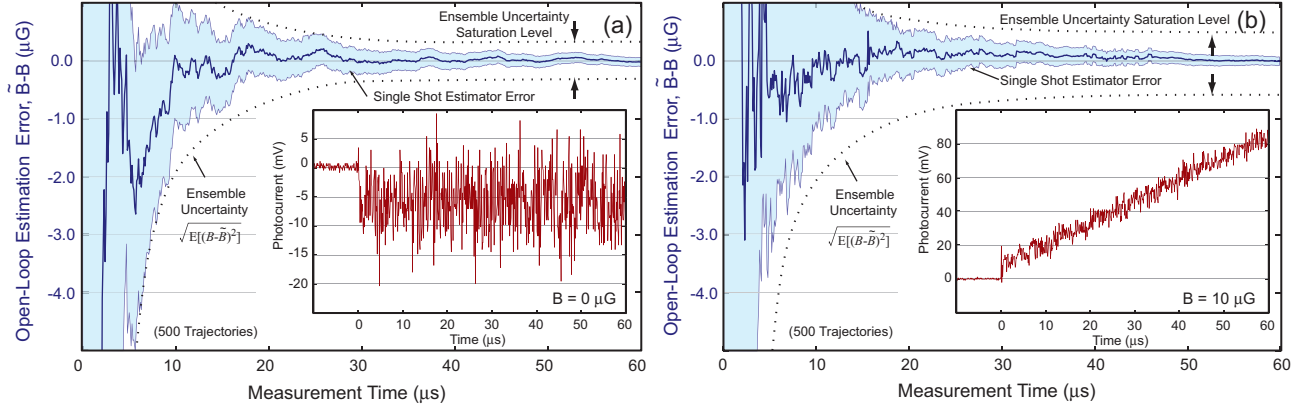 Open-Loop Estimation Error, B̃-B (μG)
0.0
-1.0
-2.0
-3.0
-4.0
Ensemble Uncertainty
Saturation Level
(a)
Single Shot Estimator Error
Ensemble
Uncertainty
√E[(B-B̃)²]
(500 Trajectories)
Photocurrent (mV)
5
0
-5
-10
-15
-20
B = 0 μG
0 10 20 30 40 50 60
Time (μs)
0 10 20 30 40 50 60
Measurement Time (μs)
Open-Loop Estimation Error, B̃-B (μG)
0.0
-1.0
-2.0
-3.0
-4.0
Ensemble Uncertainty Saturation Level
(b)
Single Shot Estimator Error
Ensemble
Uncertainty
√E[(B-B̃)²]
(500 Trajectories)
Photocurrent (mV)
80
60
40
20
0
-20
B = 10 μG
0 10 20 30 40 50 60
Time (μs)
0 10 20 30 40 50 60
Measurement Time (μs)